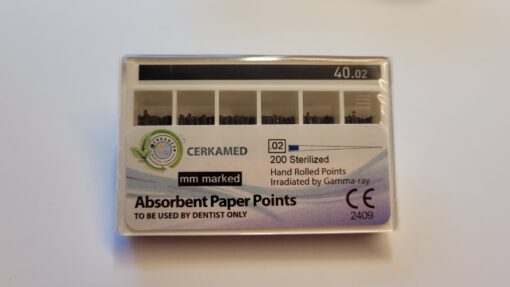 40.02
CERKAMED
.02
200 Sterilized
mm marked
Hand Rolled Points
Irradiated by Gamma-ray
Absorbent Paper Points
TO BE USED BY DENTIST ONLY
CE
2409